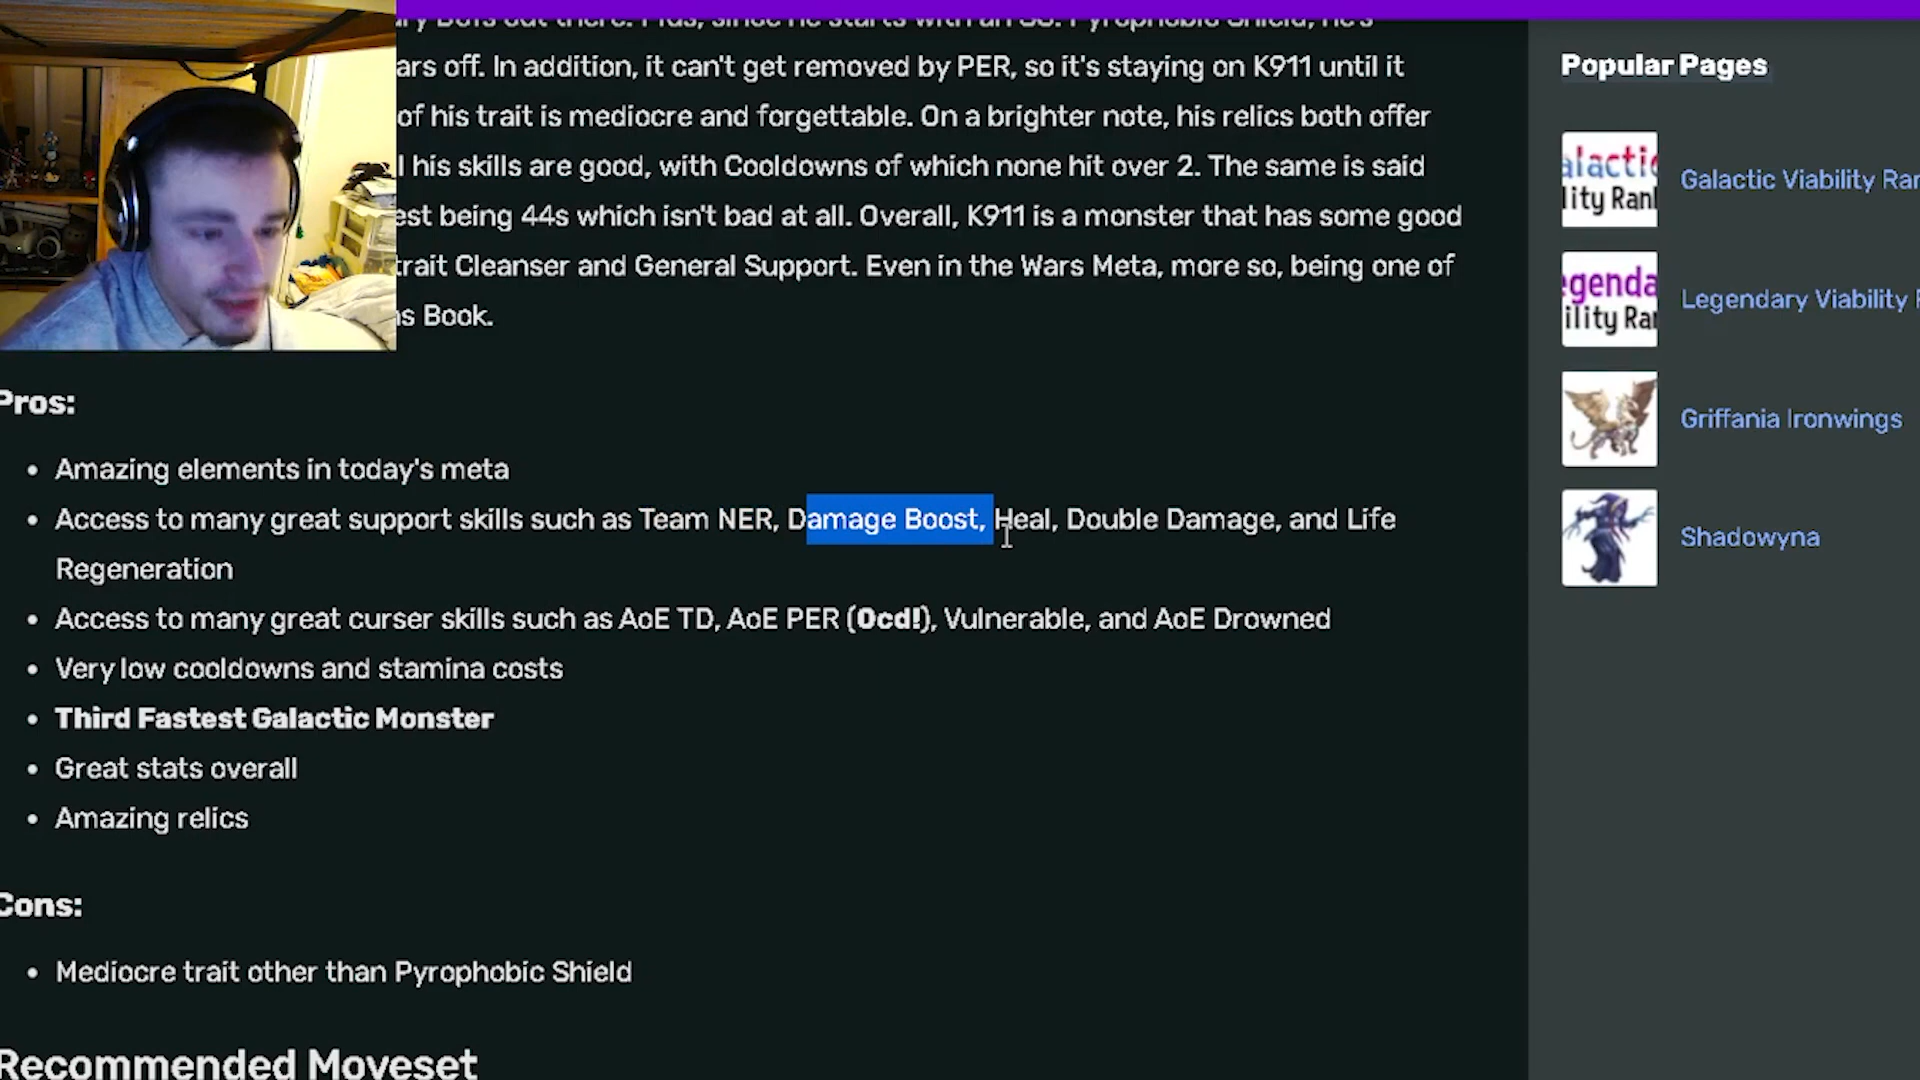 ars off. In addition, it can't get removed by PER, so it's staying on K911 until it
of his trait is mediocre and forgettable. On a brighter note, his relics both offer
l his skills are good, with Cooldowns of which none hit over 2. The same is said
est being 44s which isn't bad at all. Overall, K911 is a monster that has some good
trait Cleanser and General Support. Even in the Wars Meta, more so, being one of
s Book.
Pros:
• Amazing elements in today's meta
• Access to many great support skills such as Team NER, Damage Boost, Heal, Double Damage, and Life
Regeneration
• Access to many great curser skills such as AoE TD, AoE PER (0cd!), Vulnerable, and AoE Drowned
• Very low cooldowns and stamina costs
• Third Fastest Galactic Monster
• Great stats overall
• Amazing relics
Cons:
• Mediocre trait other than Pyrophobic Shield
Recommended Moveset
Popular Pages
alactic
lity Ran
Galactic Viability Ran
egenda
ility Ra
Legendary Viability
Griffania Ironwings
Shadowyna